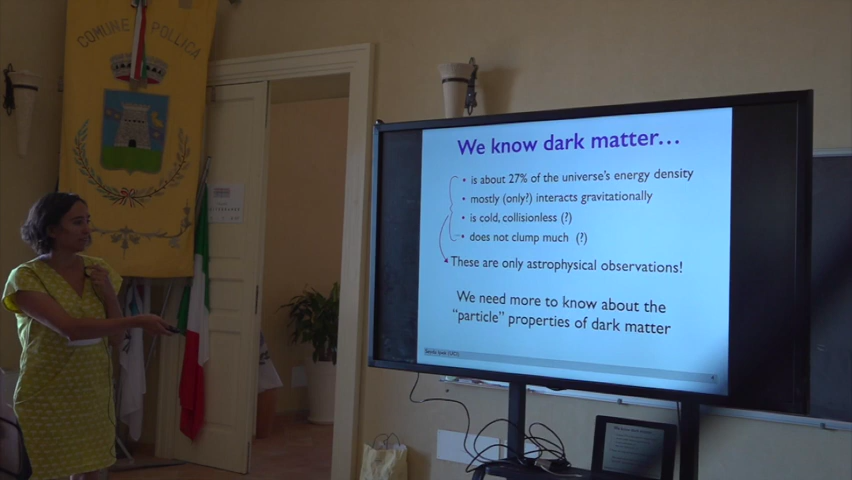 COMUNE POLLICA
We know dark matter...
• is about 27% of the universe's energy density
• mostly (only?) interacts gravitationally
• is cold, collisionless (?)
• does not clump much (?)
These are only astrophysical observations!
We need more to know about the
“particle” properties of dark matter